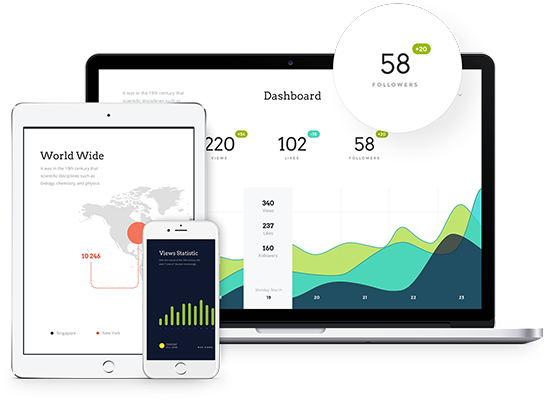 58
+20
FOLLOWERS
It was in the 19th century that
scientific disciplines such as
Dashboard
220
VIEWS
102
LIKES
58
+20
FOLLOWERS
340
Views
237
Likes
160
Followers
Monday, March
19
20
21
22
23
World Wide
It was in the 19th century that
scientific disciplines such as
biology, chemistry, and physics
10 246
Singapore
New York
Views Statistic